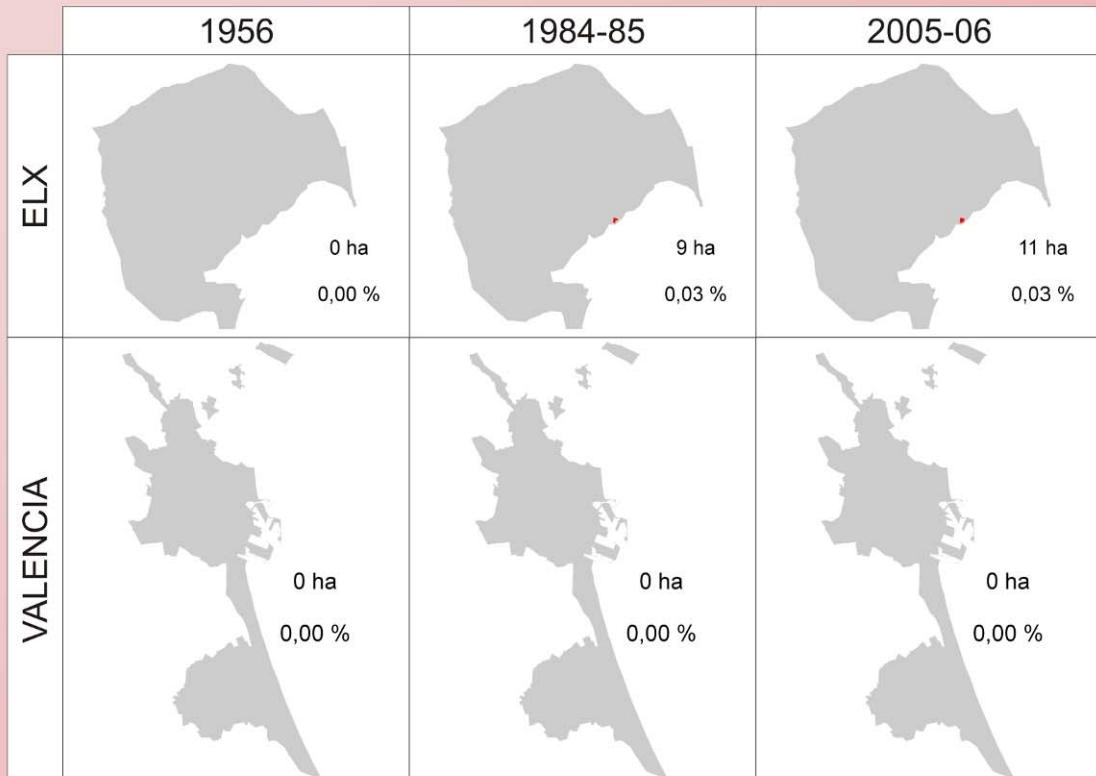 1956
1984-85
2005-06
ELX
0 ha
0,00 %
9 ha
0,03 %
11 ha
0,03 %
VALENCIA
0 ha
0,00 %
0 ha
0,00 %
0 ha
0,00 %